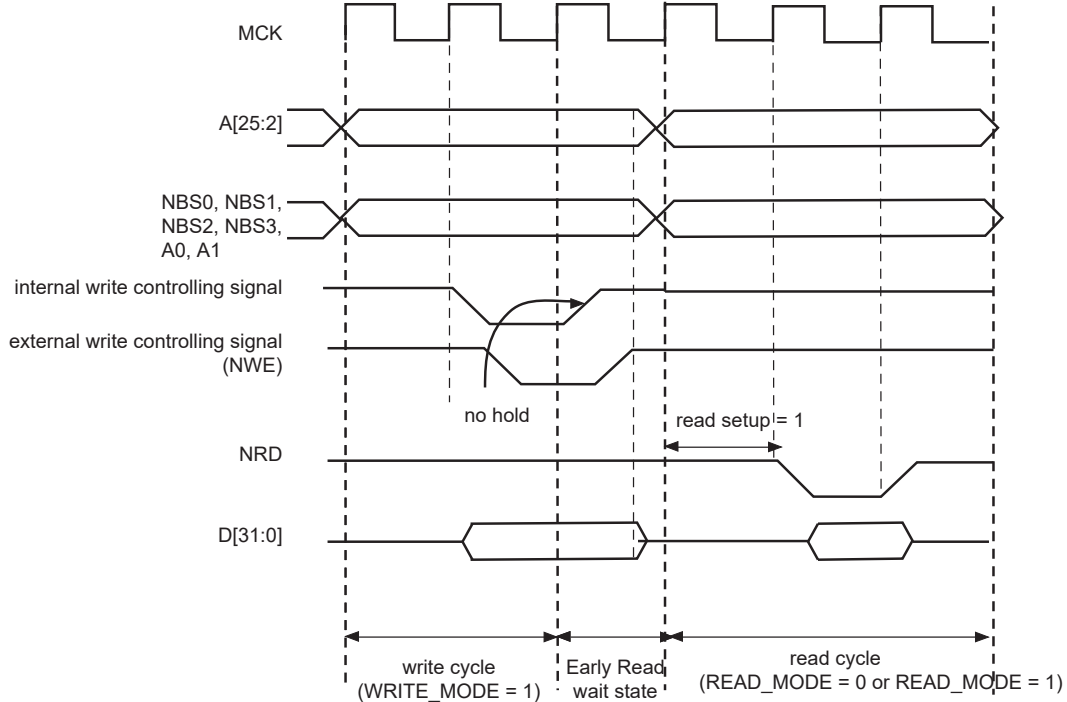 MCK
A[25:2]
NBS0, NBS1,
NBS2, NBS3,
A0, A1
internal write controlling signal
external write controlling signal
(NWE)
no hold
read setup = 1
NRD
D[31:0]
write cycle
(WRITE_MODE = 1)
Early Read
wait state
read cycle
(READ_MODE = 0 or READ_MODE = 1)